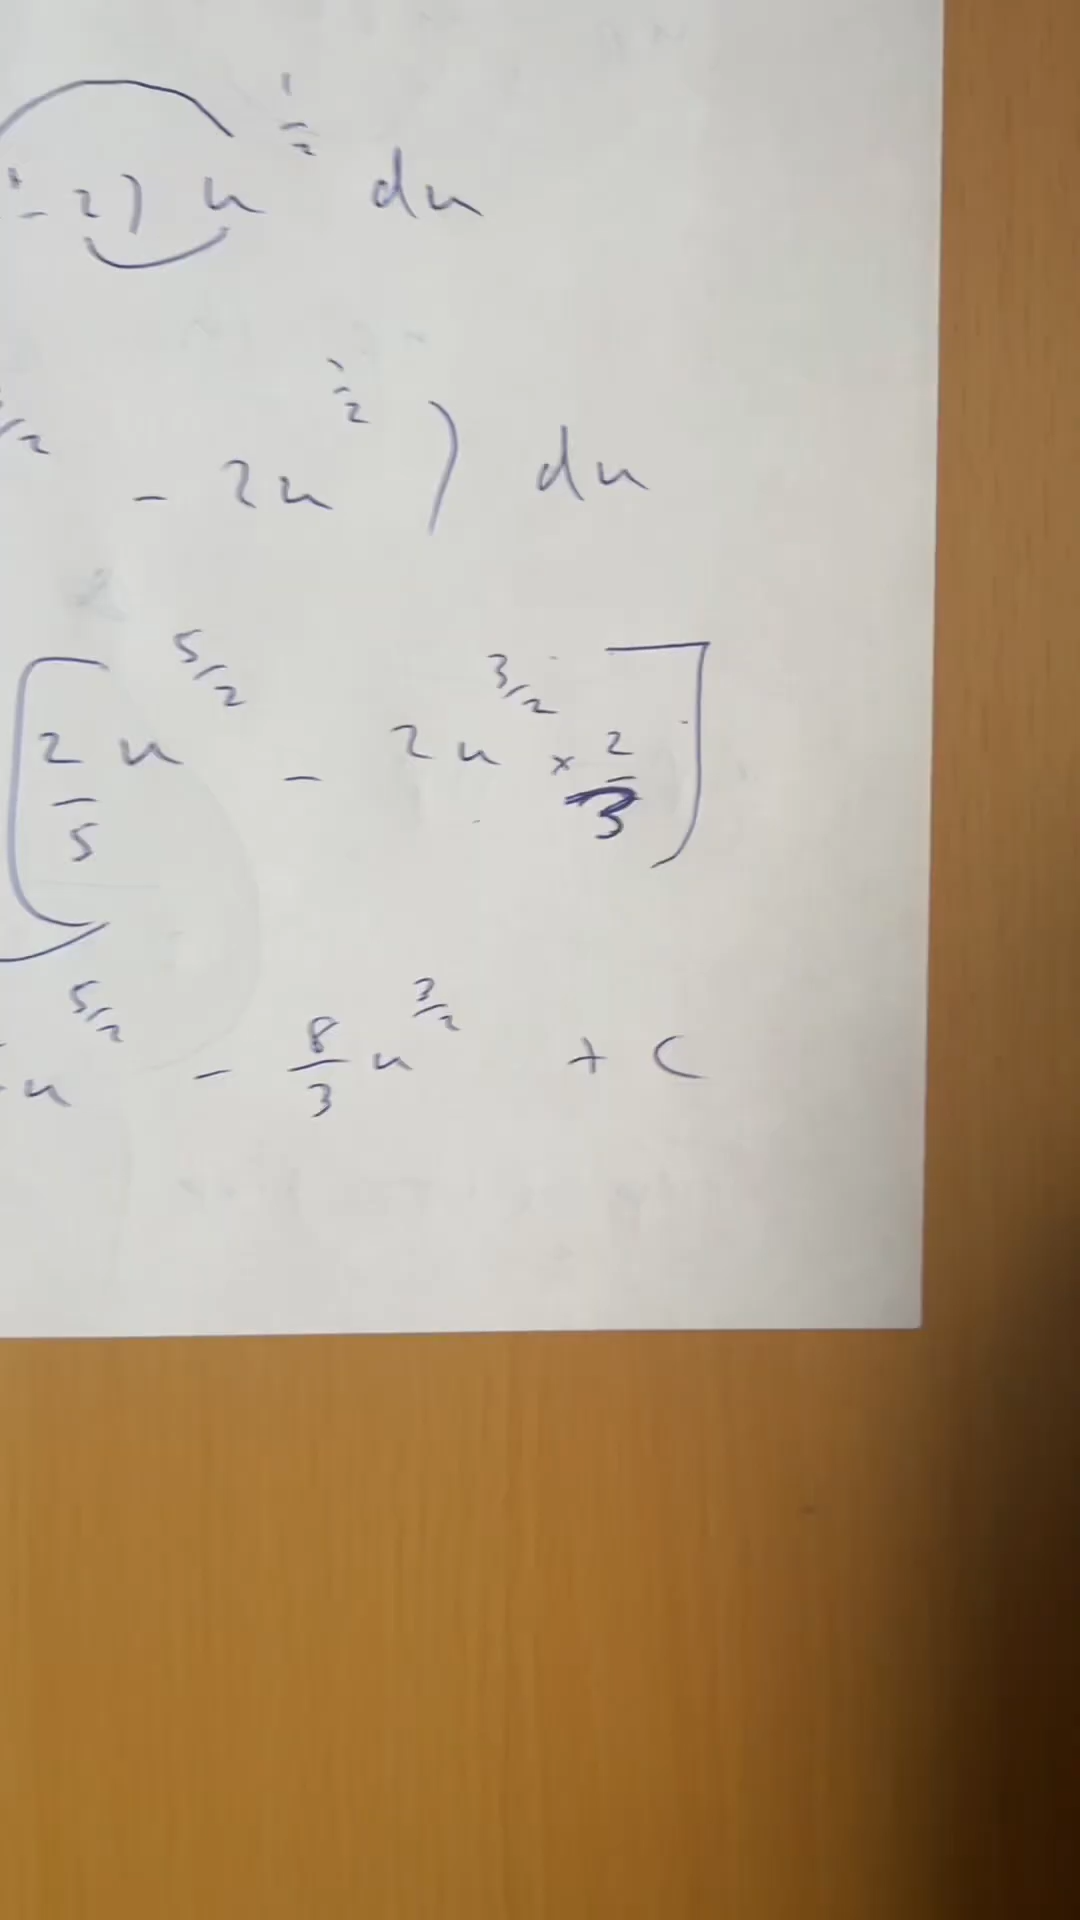 - 2) u^(1/2) du
/2 - 2u^(1/2) ) du
[2/5 u^(5/2) - 2u^(3/2) × 2/3]
u^(5/2) - 8/3 u^(3/2) + C